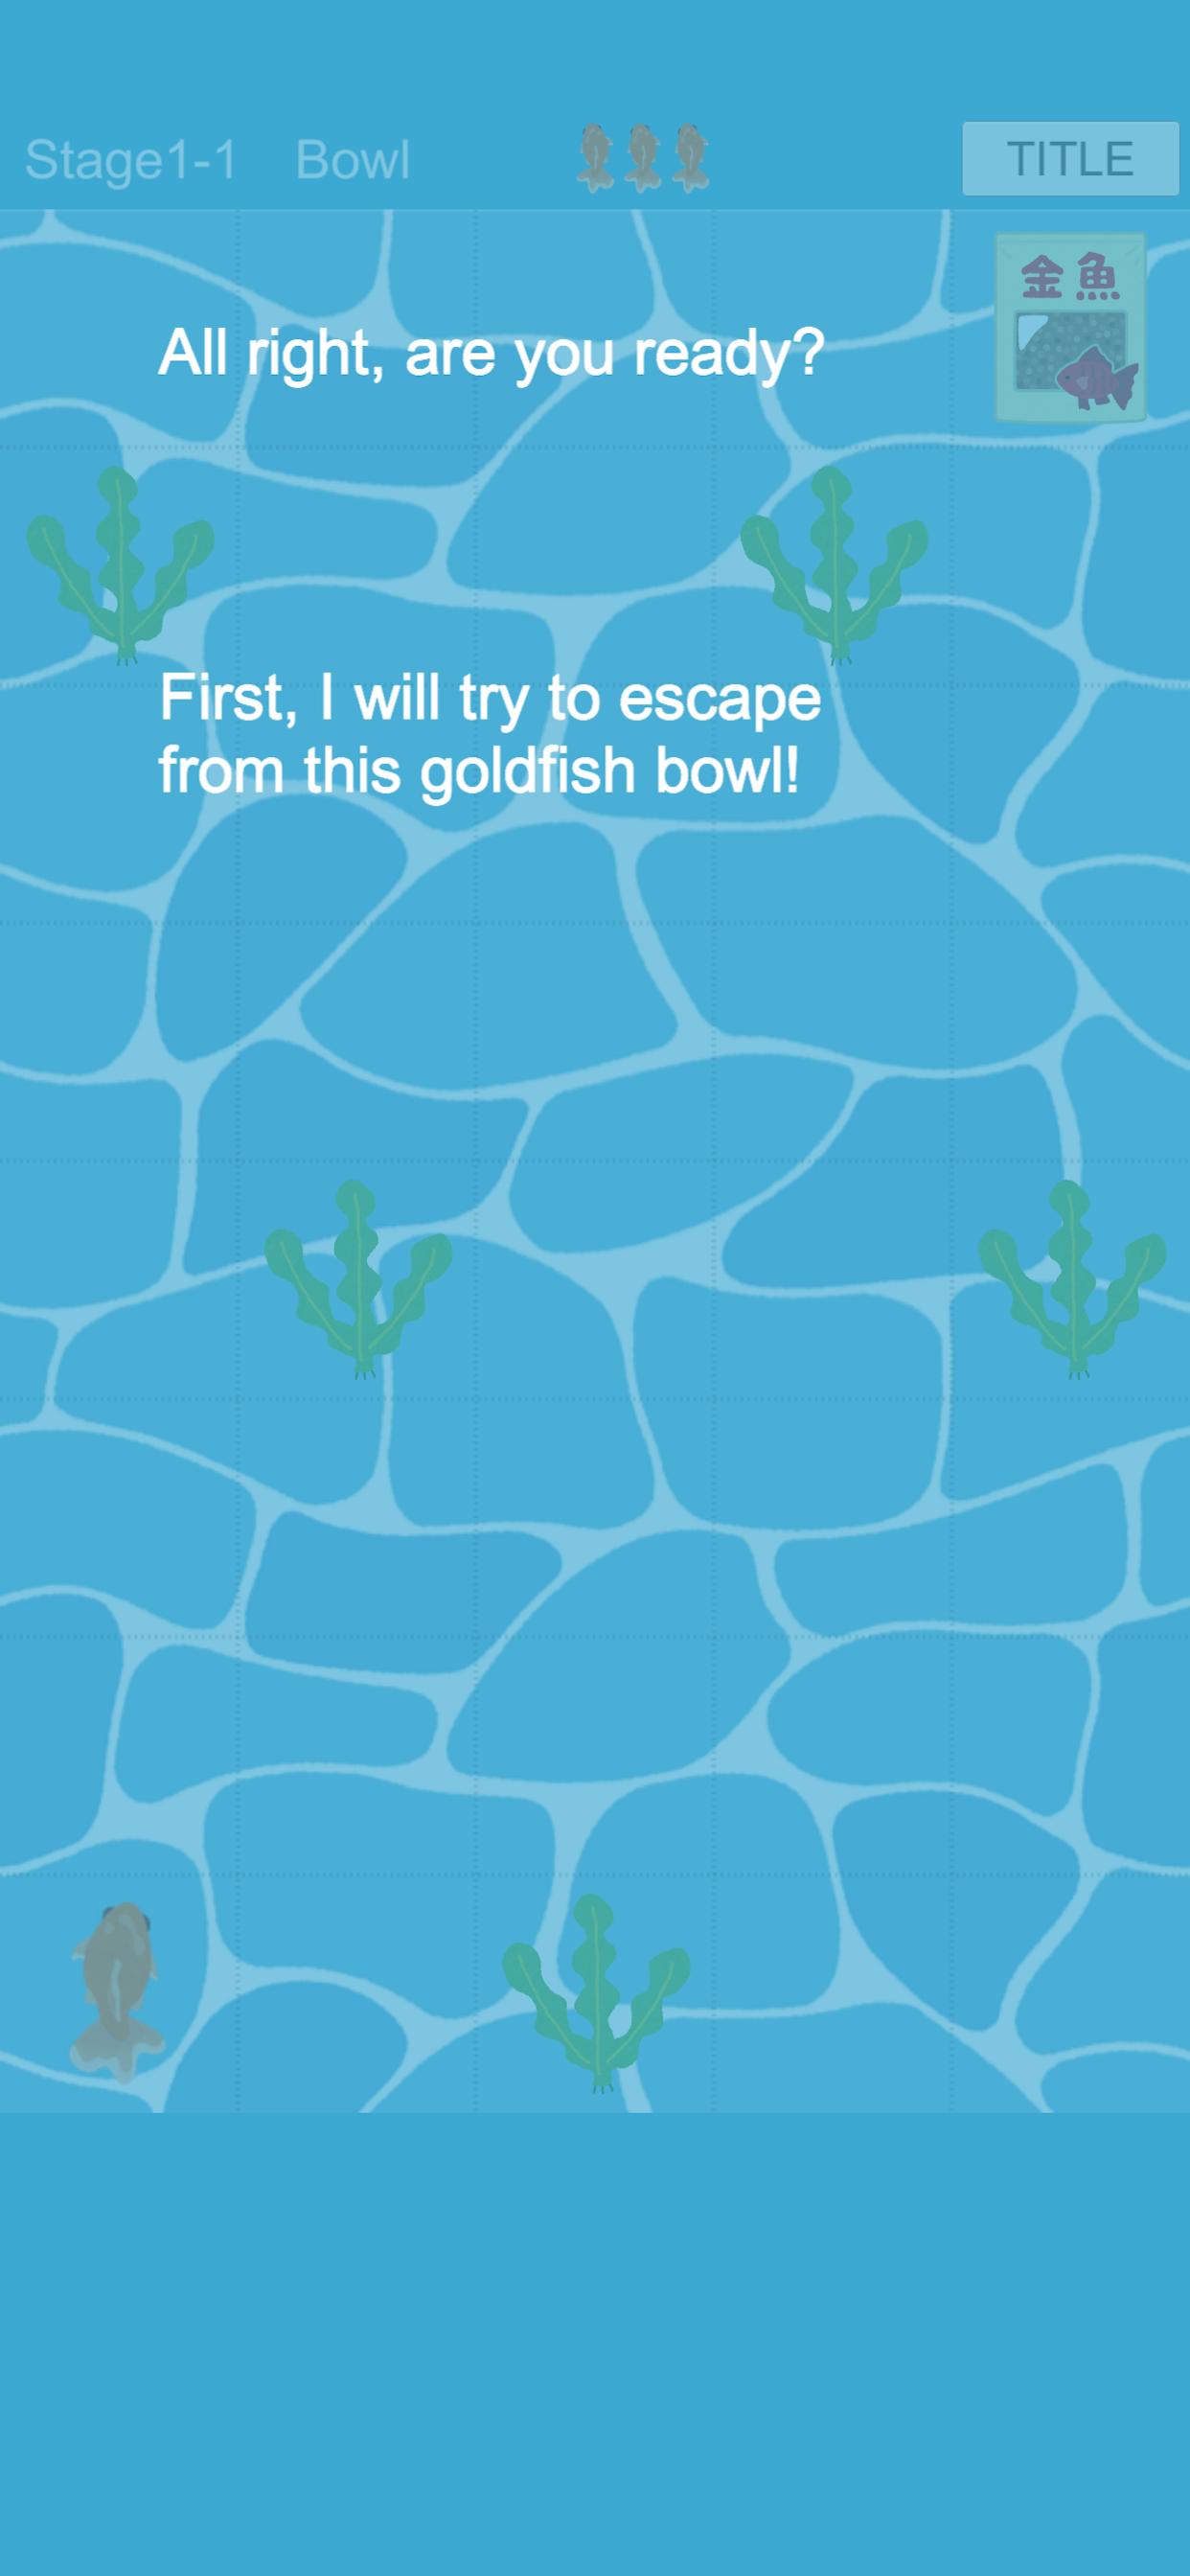 Stage1-1 Bowl
TITLE
金魚
All right, are you ready?
First, I will try to escape
from this goldfish bowl!